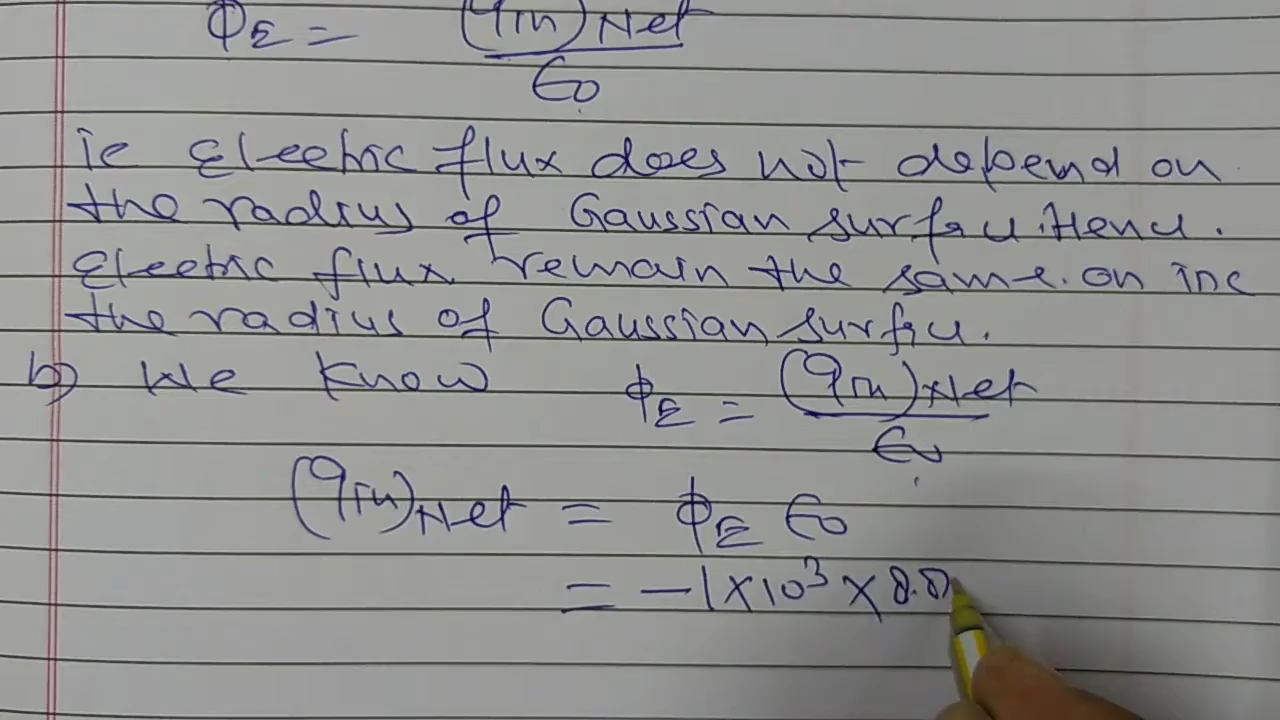 ΦE = (qin)Net / ϵ0
ie Electric flux does not depend on
the radius of Gaussian surface. Hence.
Electric flux remain the same. on inc
the radius of Gaussian surface.
b) We know ϕE = (qin)Net / ϵ0
(qin)Net = ϕE ϵ0
= -1×10³ × 8.8